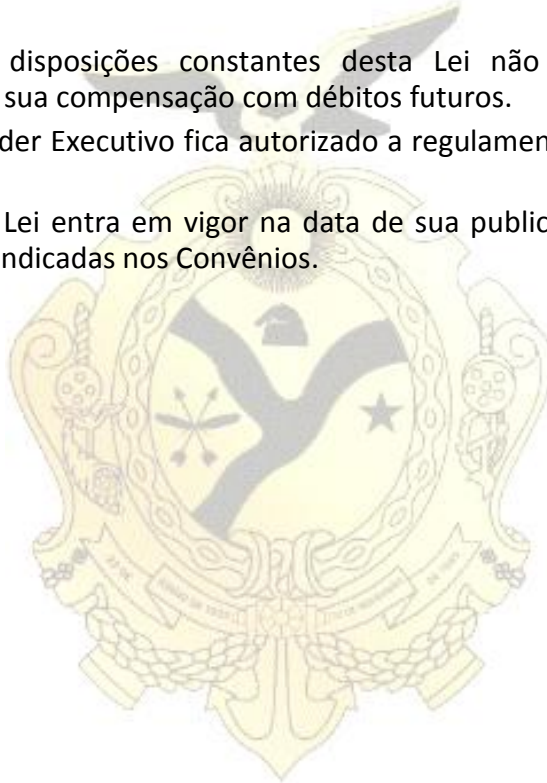 disposições constantes desta Lei não
sua compensação com débitos futuros.
der Executivo fica autorizado a regulamen
Lei entra em vigor na data de sua public
ndicadas nos Convênios.